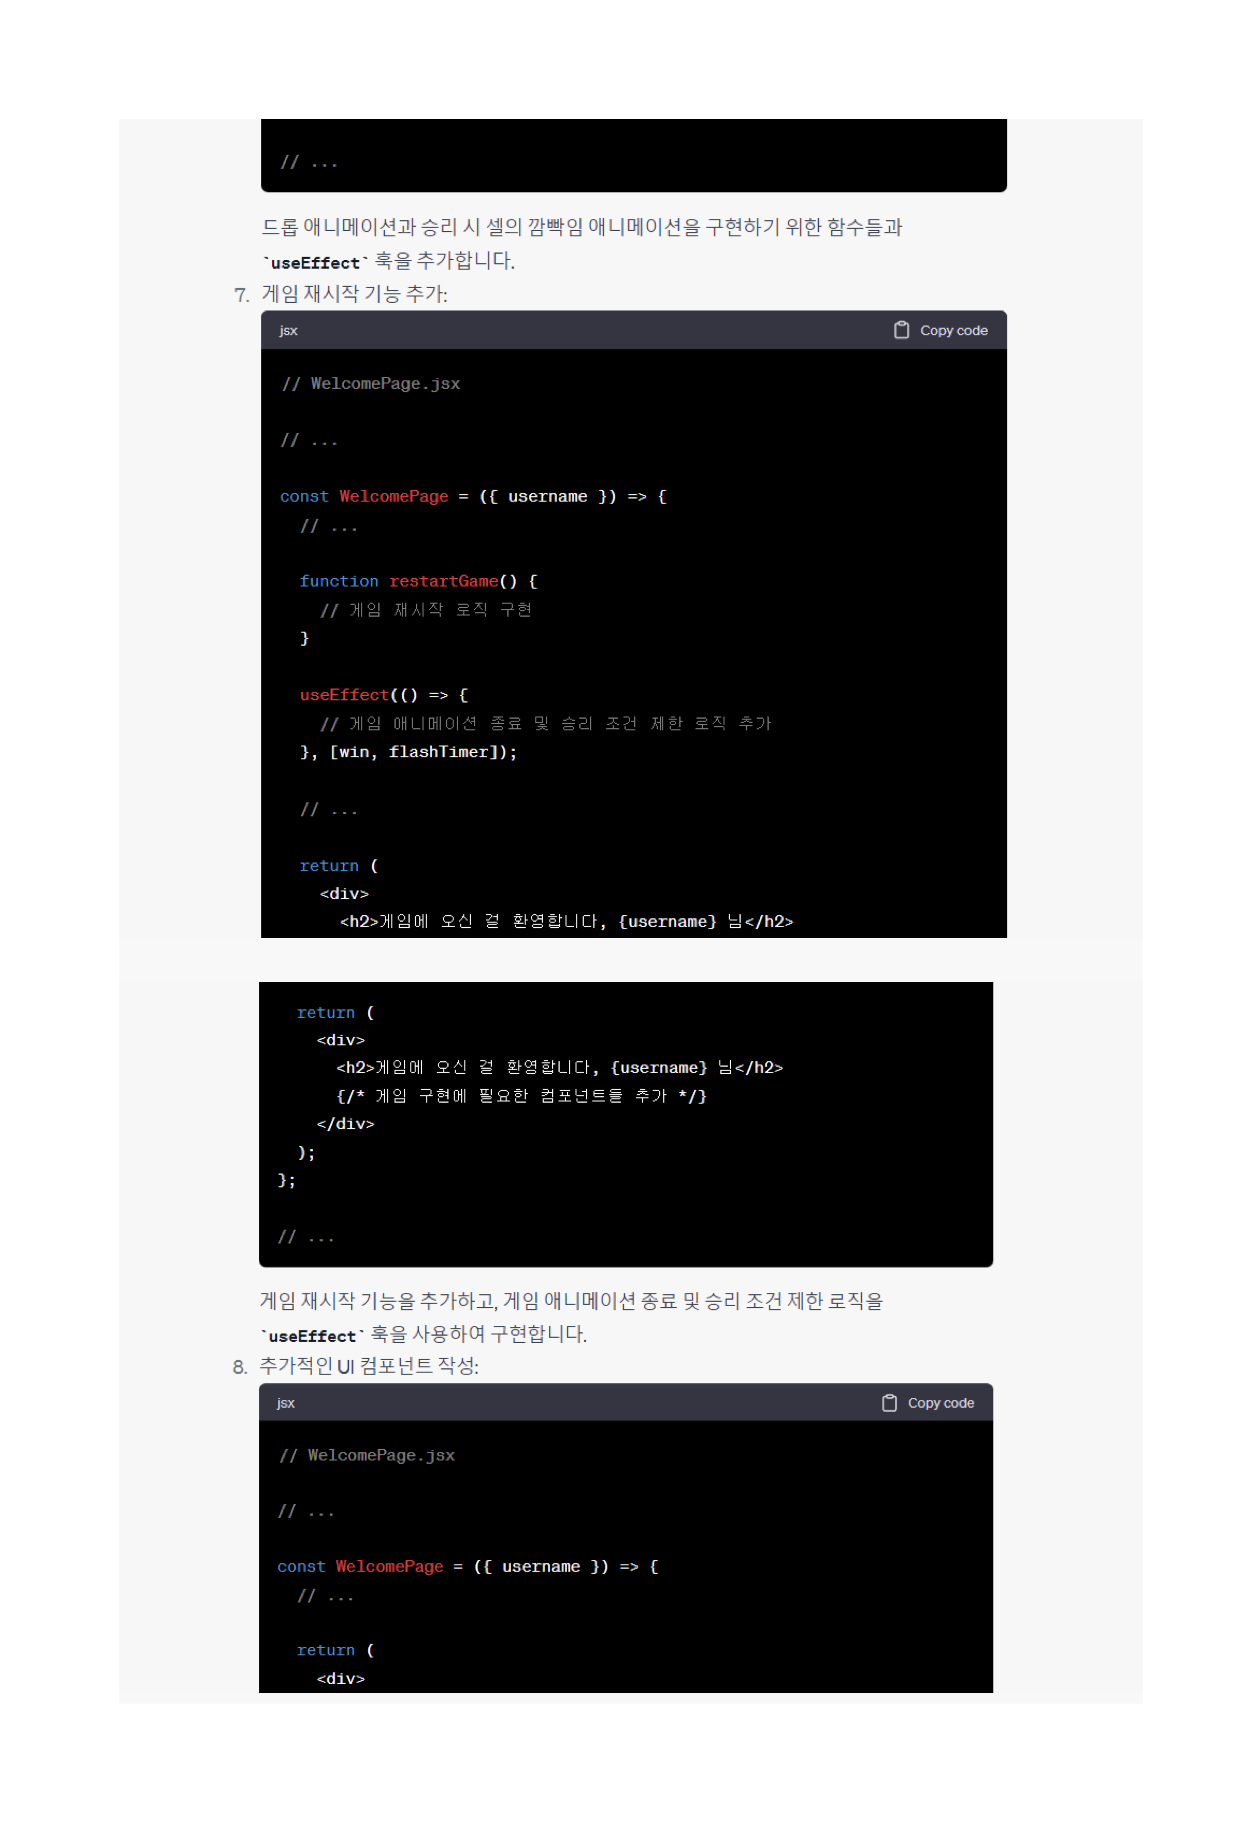 // ...
드롭 애니메이션과 승리 시 셀의 깜빡임 애니메이션을 구현하기 위한 함수들과
`useEffect` 훅을 추가합니다.
7. 게임 재시작 기능 추가:
jsx Copy code
// WelcomePage.jsx
// ...
const WelcomePage = ({ username }) => {
// ...
function restartGame() {
// 게임 재시작 로직 구현
}
useEffect(() => {
// 게임 애니메이션 종료 및 승리 조건 제한 로직 추가
}, [win, flashTimer]);
// ...
return (
<div>
<h2>게임에 오신 걸 환영합니다, {username} 님</h2>
return (
<div>
<h2>게임에 오신 걸 환영합니다, {username} 님</h2>
{/* 게임 구현에 필요한 컴포넌트들 추가 */}
</div>
);
};
// ...
게임 재시작 기능을 추가하고, 게임 애니메이션 종료 및 승리 조건 제한 로직을
`useEffect` 훅을 사용하여 구현합니다.
8. 추가적인 UI 컴포넌트 작성:
jsx Copy code
// WelcomePage.jsx
// ...
const WelcomePage = ({ username }) => {
// ...
return (
<div>